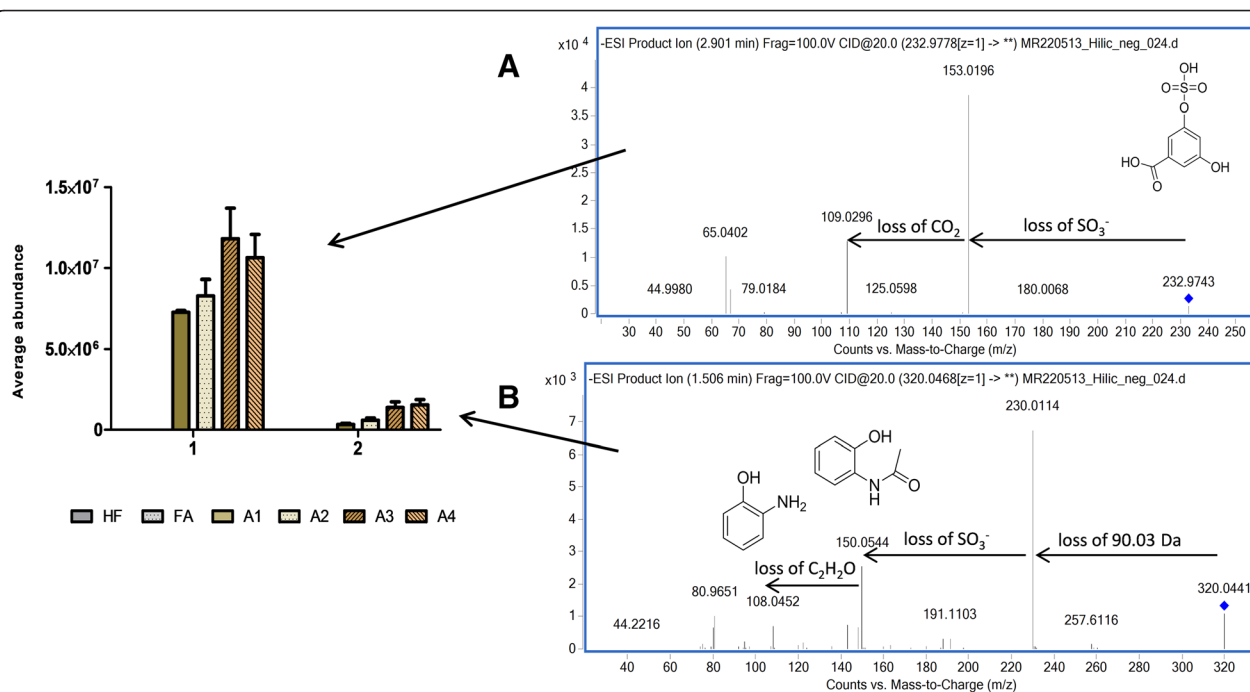 A
-ESI Product Ion (2.901 min) Frag=100.0V CID@20.0 (232.9778[z=1] -> **) MR220513_Hilic_neg_024.d
x10 4
4
3.5
3
2.5
2
1.5
1
0.5
0
153.0196
109.0296
65.0402
44.9980
79.0184
125.0598
180.0068
232.9743
loss of CO2
loss of SO3-
OH
O=S=O
O
HO
O
OH
30 40 50 60 70 80 90 100 110 120 130 140 150 160 170 180 190 200 210 220 230 240 250
Counts vs. Mass-to-Charge (m/z)
Average abundance
1.5×10⁷
1.0×10⁷
5.0×10⁶
0
1 2
HF FA A1 A2 A3 A4
B
-ESI Product Ion (1.506 min) Frag=100.0V CID@20.0 (320.0468[z=1] -> **) MR220513_Hilic_neg_024.d
x10 3
7
6
5
4
3
2
1
0
230.0114
150.0544
80.9651
108.0452
44.2216
191.1103
257.6116
320.0441
loss of C2H2O
loss of SO3-
loss of 90.03 Da
OH
NH2
OH
N
H
O
40 60 80 100 120 140 160 180 200 220 240 260 280 300 320
Counts vs. Mass-to-Charge (m/z)